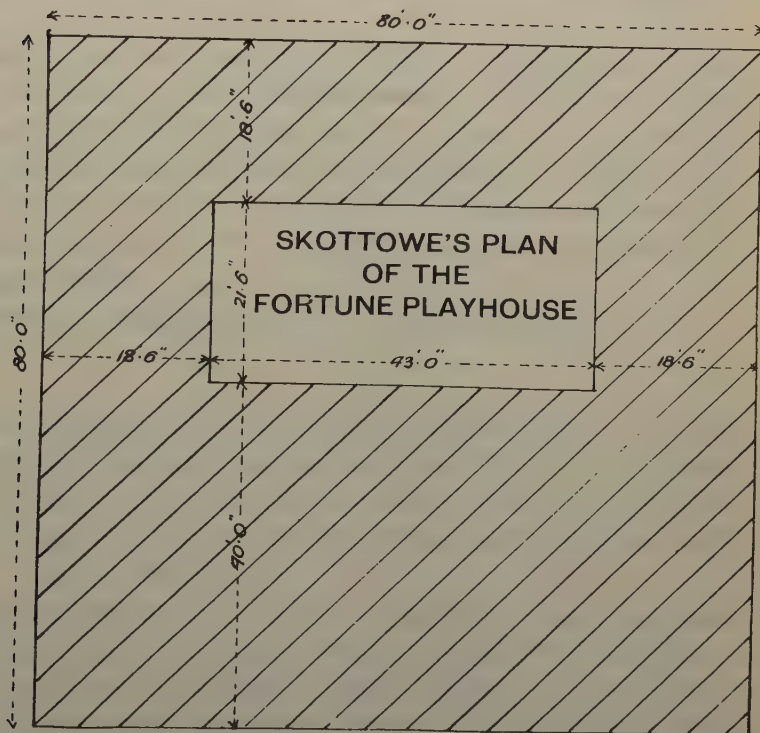 80'·0"
18'·6"
80'·0"
SKOTTOWE'S PLAN
OF THE
FORTUNE PLAYHOUSE
21'·6"
18'·6"
43'·0"
18'·6"
40'·0"